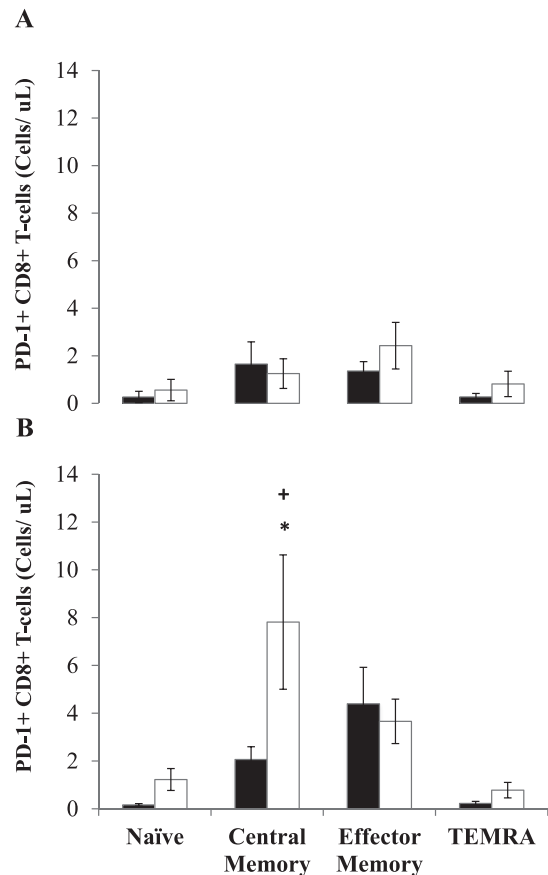 A
PD-1+ CD8+ T-cells (Cells/ uL)
14
12
10
8
6
4
2
0
B
PD-1+ CD8+ T-cells (Cells/ uL)
14
12
10
8
6
4
2
0
+
*
Naïve
Central
Memory
Effector
Memory
TEMRA